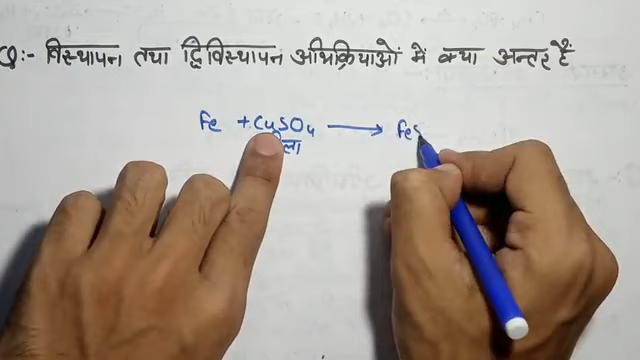 Q:- विस्थापन तथा द्विविस्थापन अभिक्रियाओं में क्या अन्तर है
Fe + CuSO₄ ⟶ FeS
ला